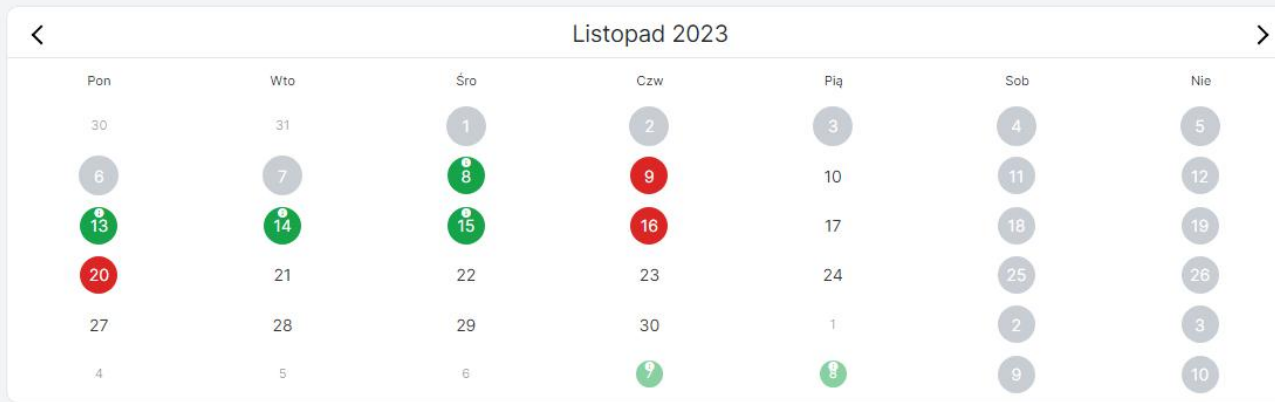 Listopad 2023
Pon Wto Śro Czw Pią Sob Nie
30 31 1 2 3 4 5
6 7 8 9 10 11 12
13 14 15 16 17 18 19
20 21 22 23 24 25 26
27 28 29 30 1 2 3
4 5 6 7 8 9 10